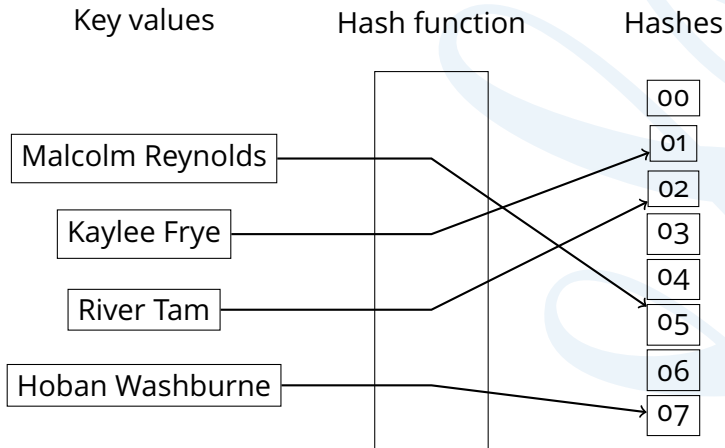 Key values Hash function Hashes
00
Malcolm Reynolds 01
02
Kaylee Frye 03
04
River Tam 05
06
Hoban Washburne 07